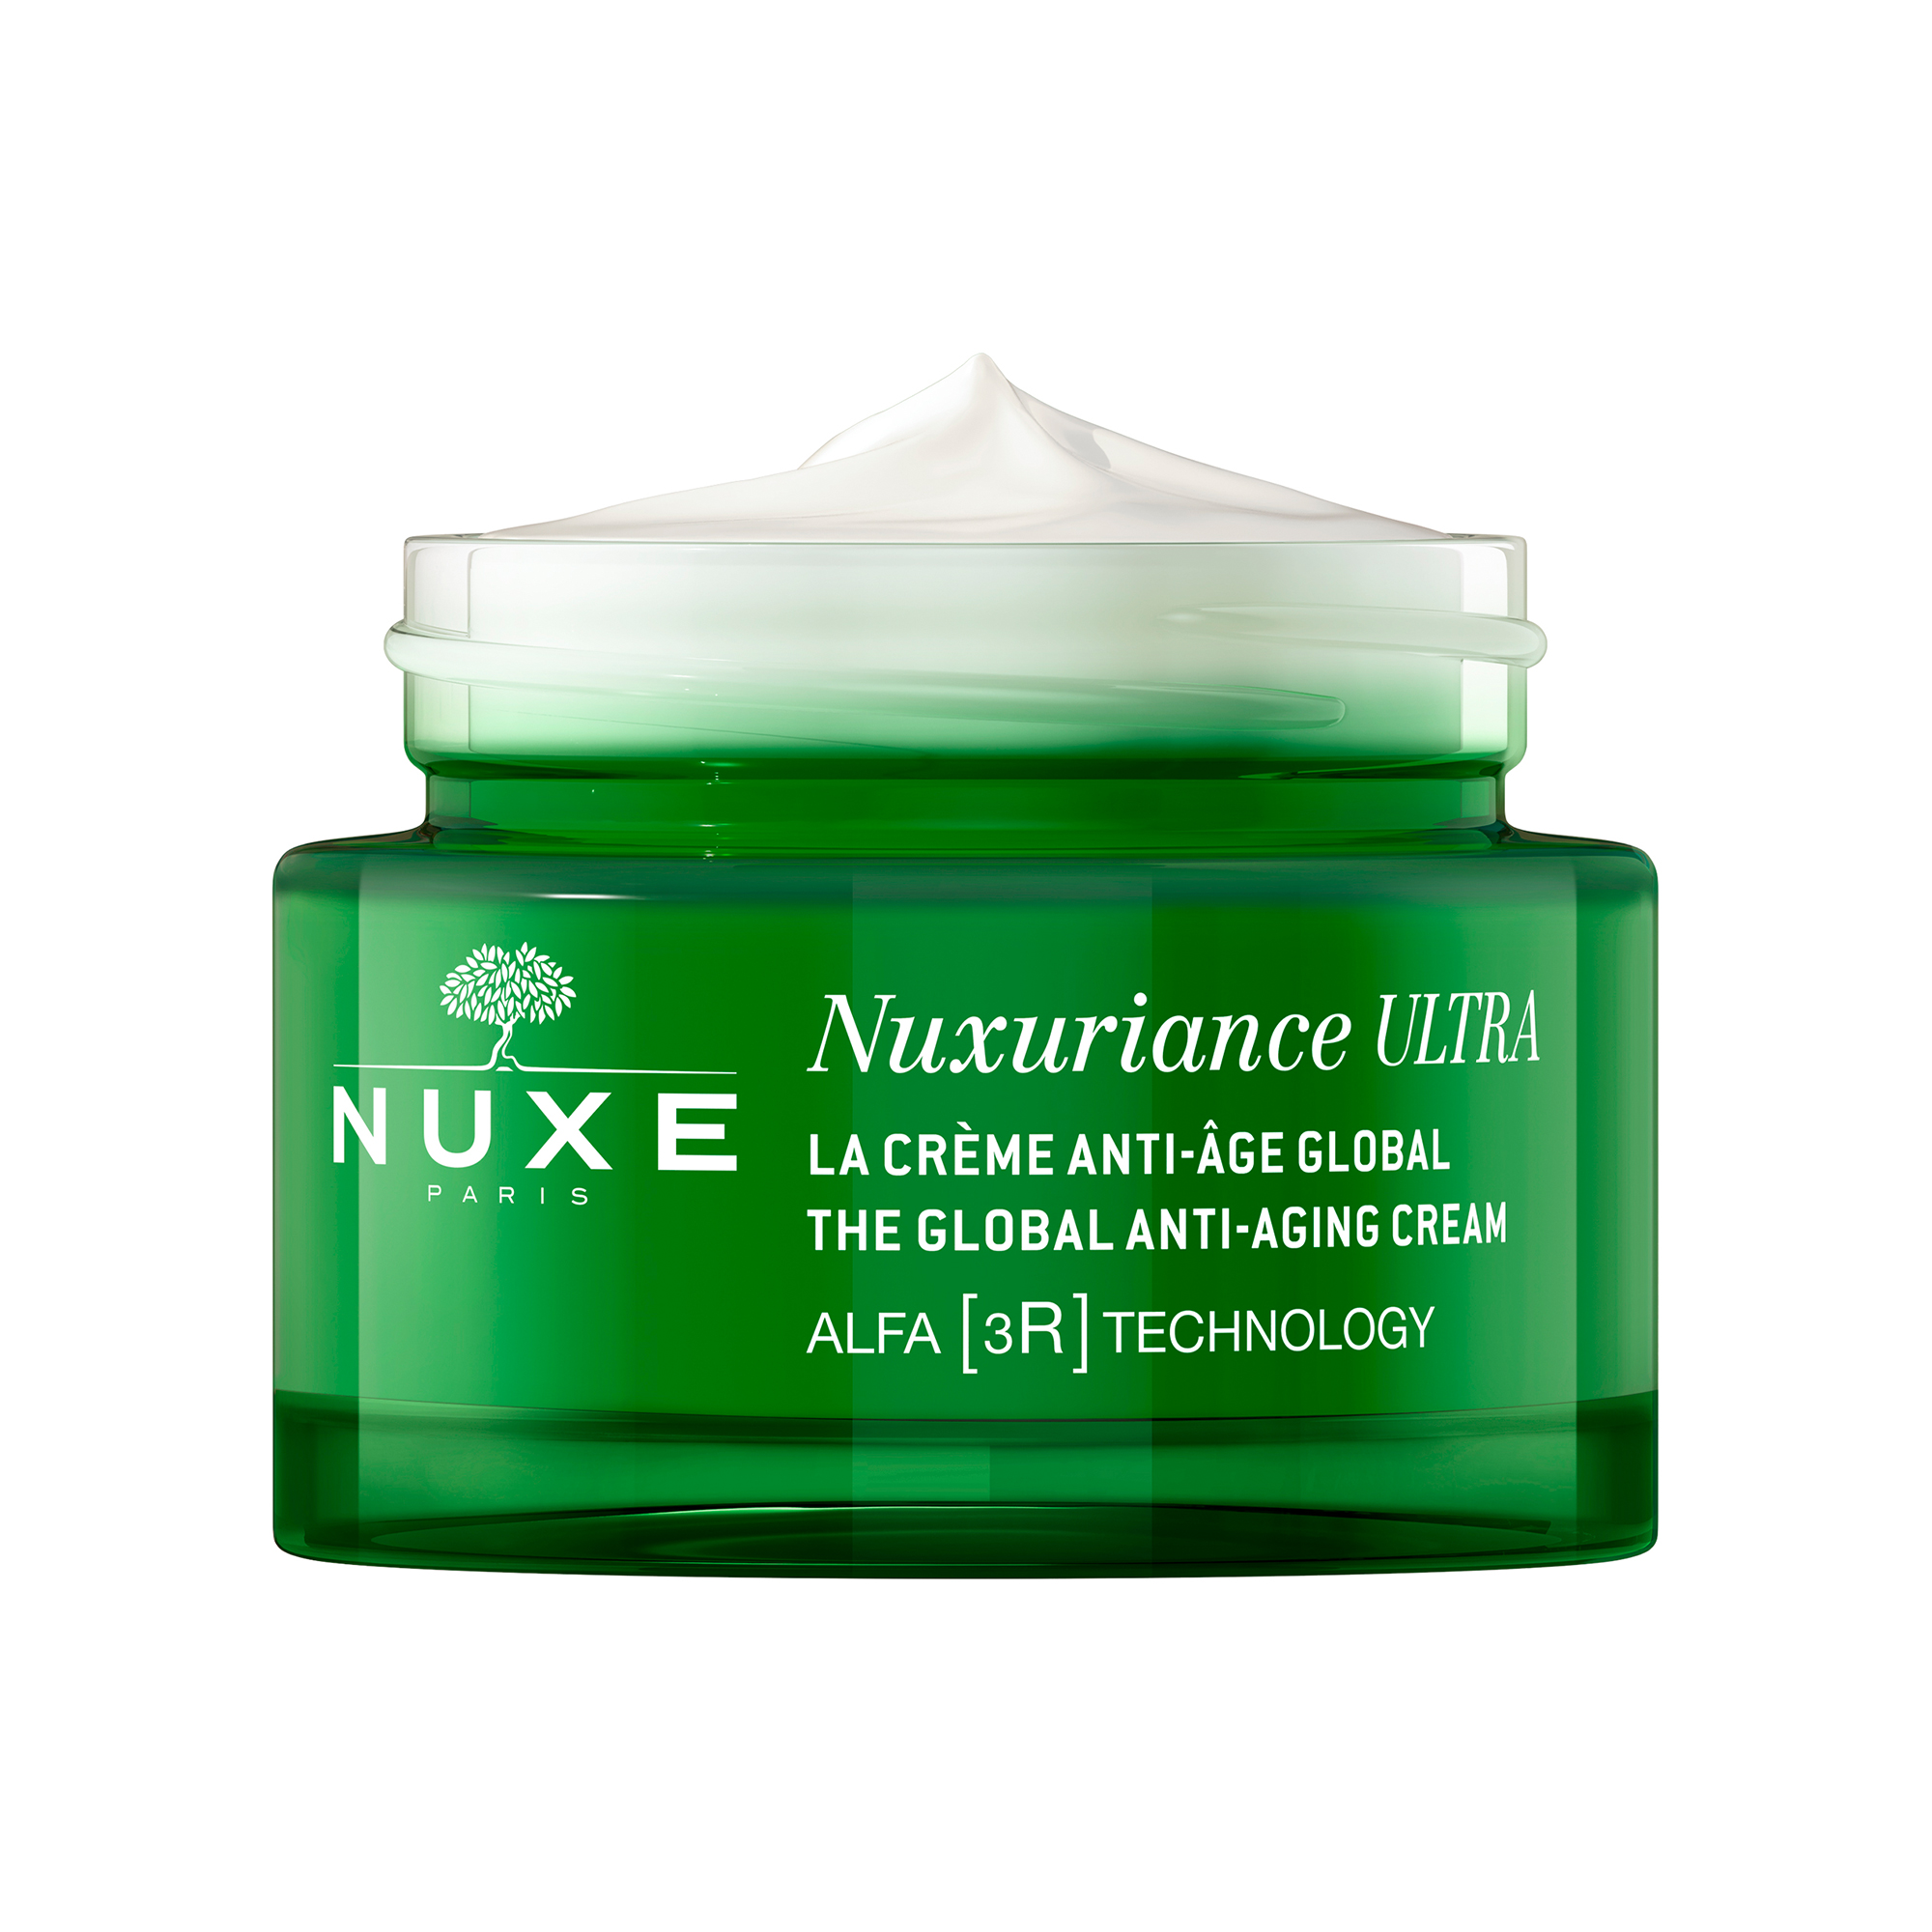 NUXE
PARIS
Nuxuriance ULTRA
LA CRÈME ANTI-ÂGE GLOBAL
THE GLOBAL ANTI-AGING CREAM
ALFA [3R] TECHNOLOGY